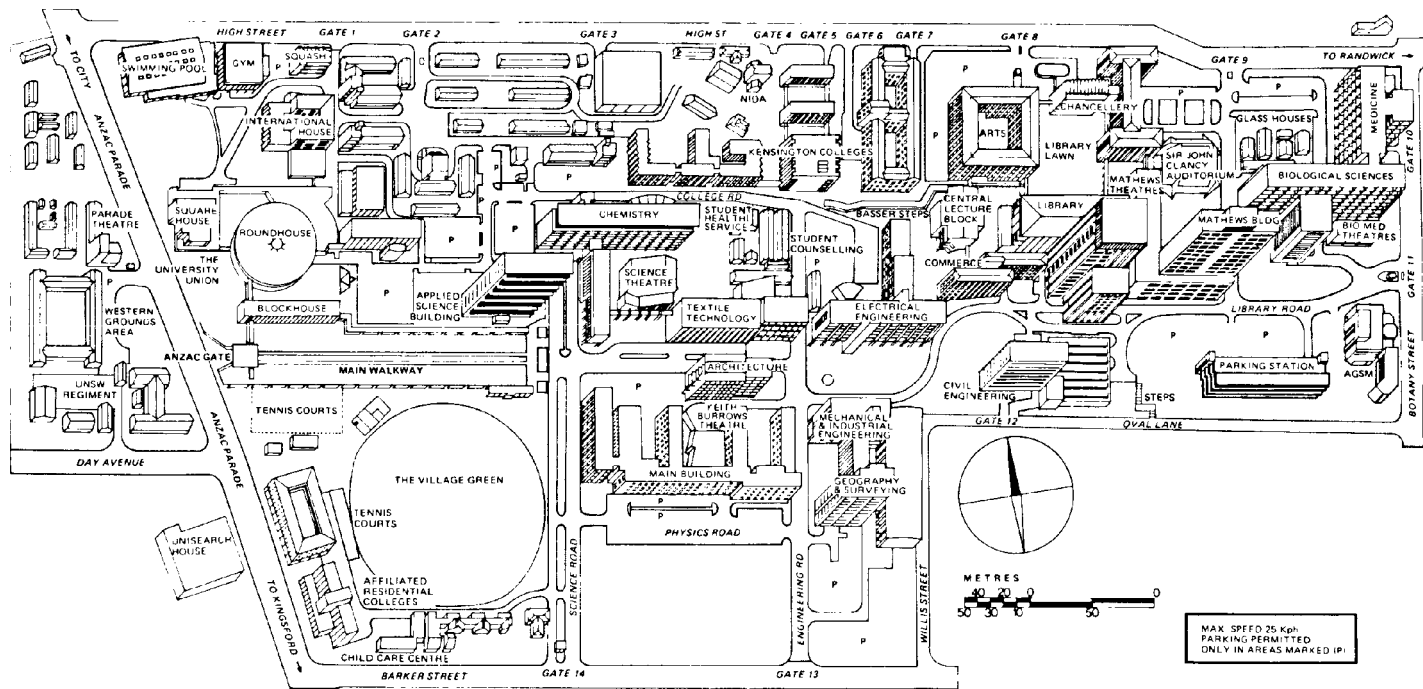 HIGH STREET
GATE 1
GATE 2
GATE 3
HIGH ST
GATE 4
GATE 5
GATE 6
GATE 7
GATE 8
GATE 9
TO RANDWICK
TO CITY
ANZAC PARADE
SWIMMING POOL
GYM
P
SQUASH
NIDA
P
P
CHANCELLERY
P
P
MEDICINE
GATE 10
INTERNATIONAL
HOUSE
ARTS
LIBRARY
LAWN
GLASS HOUSES
P
P
KENSINGTON COLLEGES
SIR JOHN
CLANCY
AUDITORIUM
MATHEWS
THEATRES
BIOLOGICAL SCIENCES
COLLEGE RD
PARADE
THEATRE
SQUARE
HOUSE
ROUNDHOUSE
P
P
CHEMISTRY
STUDENT
HEALTH
SERVICE
BASSER STEPS
CENTRAL
LECTURE
BLOCK
LIBRARY
MATHEWS BLDG
BIO MED
THEATRES
STUDENT
COUNSELLING
P
THE
UNIVERSITY
UNION
P
P
APPLIED
SCIENCE
BUILDING
SCIENCE
THEATRE
COMMERCE
GATE 11
WESTERN
GROUNDS
AREA
BLOCKHOUSE
TEXTILE
TECHNOLOGY
ELECTRICAL
ENGINEERING
LIBRARY ROAD
P
P
ANZAC GATE
MAIN WALKWAY
ARCHITECTURE
CIVIL
ENGINEERING
PARKING STATION
AGSM
BOTANY STREET
UNSW
REGIMENT
TENNIS COURTS
KEITH
BURROWS
THEATRE
MECHANICAL
& INDUSTRIAL
ENGINEERING
STEPS
GATE 12
OVAL LANE
ANZAC PARADE
DAY AVENUE
THE VILLAGE GREEN
MAIN BUILDING
GEOGRAPHY
& SURVEYING
TENNIS
COURTS
P
P
PHYSICS ROAD
UNISEARCH
HOUSE
AFFILIATED
RESIDENTIAL
COLLEGES
SCIENCE ROAD
ENGINEERING RD
P
P
WILLIS STREET
METRES
40 20 0 0
50 30 10 50
TO KINGSFORD
CHILD CARE CENTRE
BARKER STREET
GATE 14
GATE 13
MAX. SPEED 25 Kph
PARKING PERMITTED
ONLY IN AREAS MARKED (P)